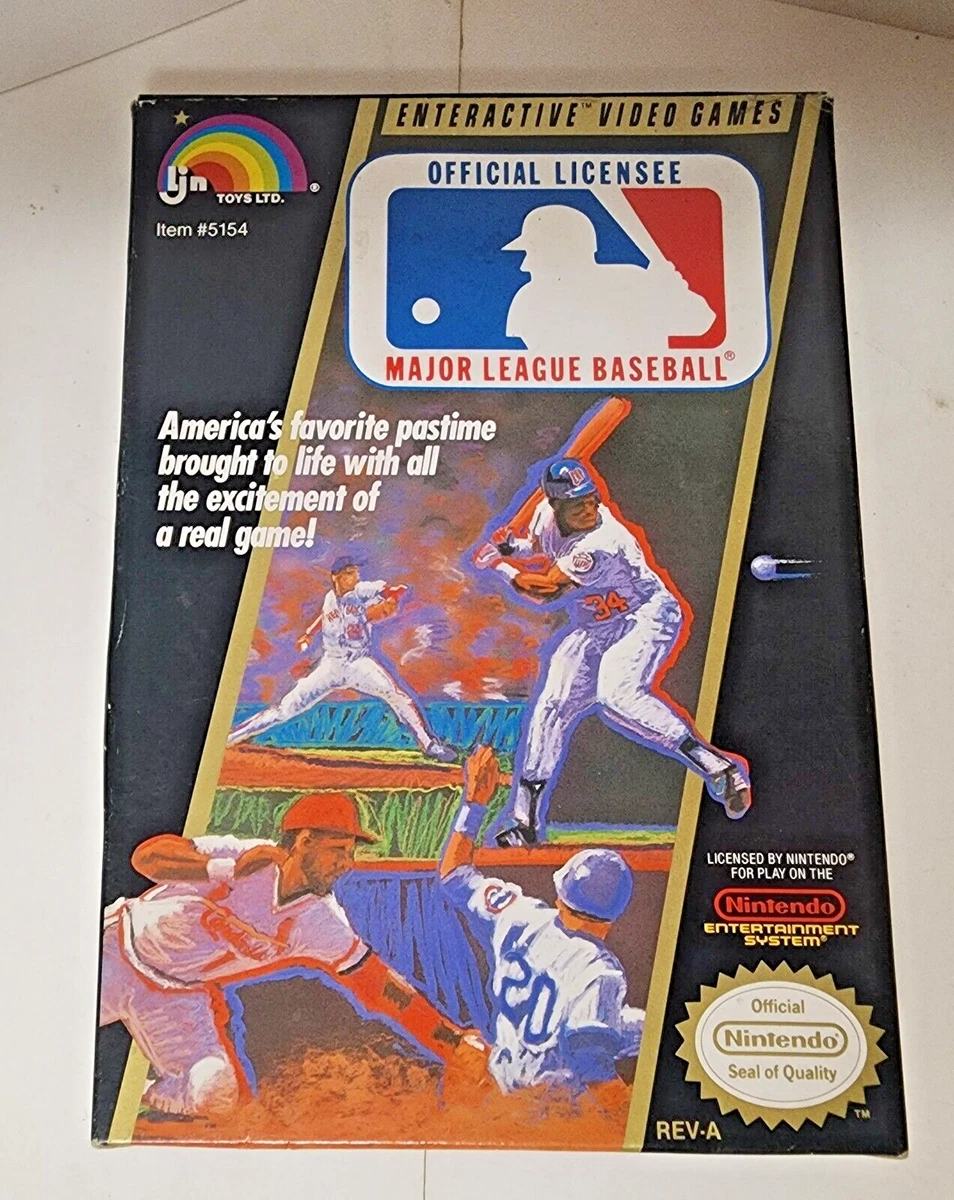 ENTERACTIVE™ VIDEO GAMES
ljn
TOYS LTD.®
Item #5154
OFFICIAL LICENSEE
MAJOR LEAGUE BASEBALL®
America's favorite pastime
brought to life with all
the excitement of
a real game!
34
20
LICENSED BY NINTENDO®
FOR PLAY ON THE
Nintendo
ENTERTAINMENT
SYSTEM®
Official
Nintendo®
Seal of Quality
TM
REV-A